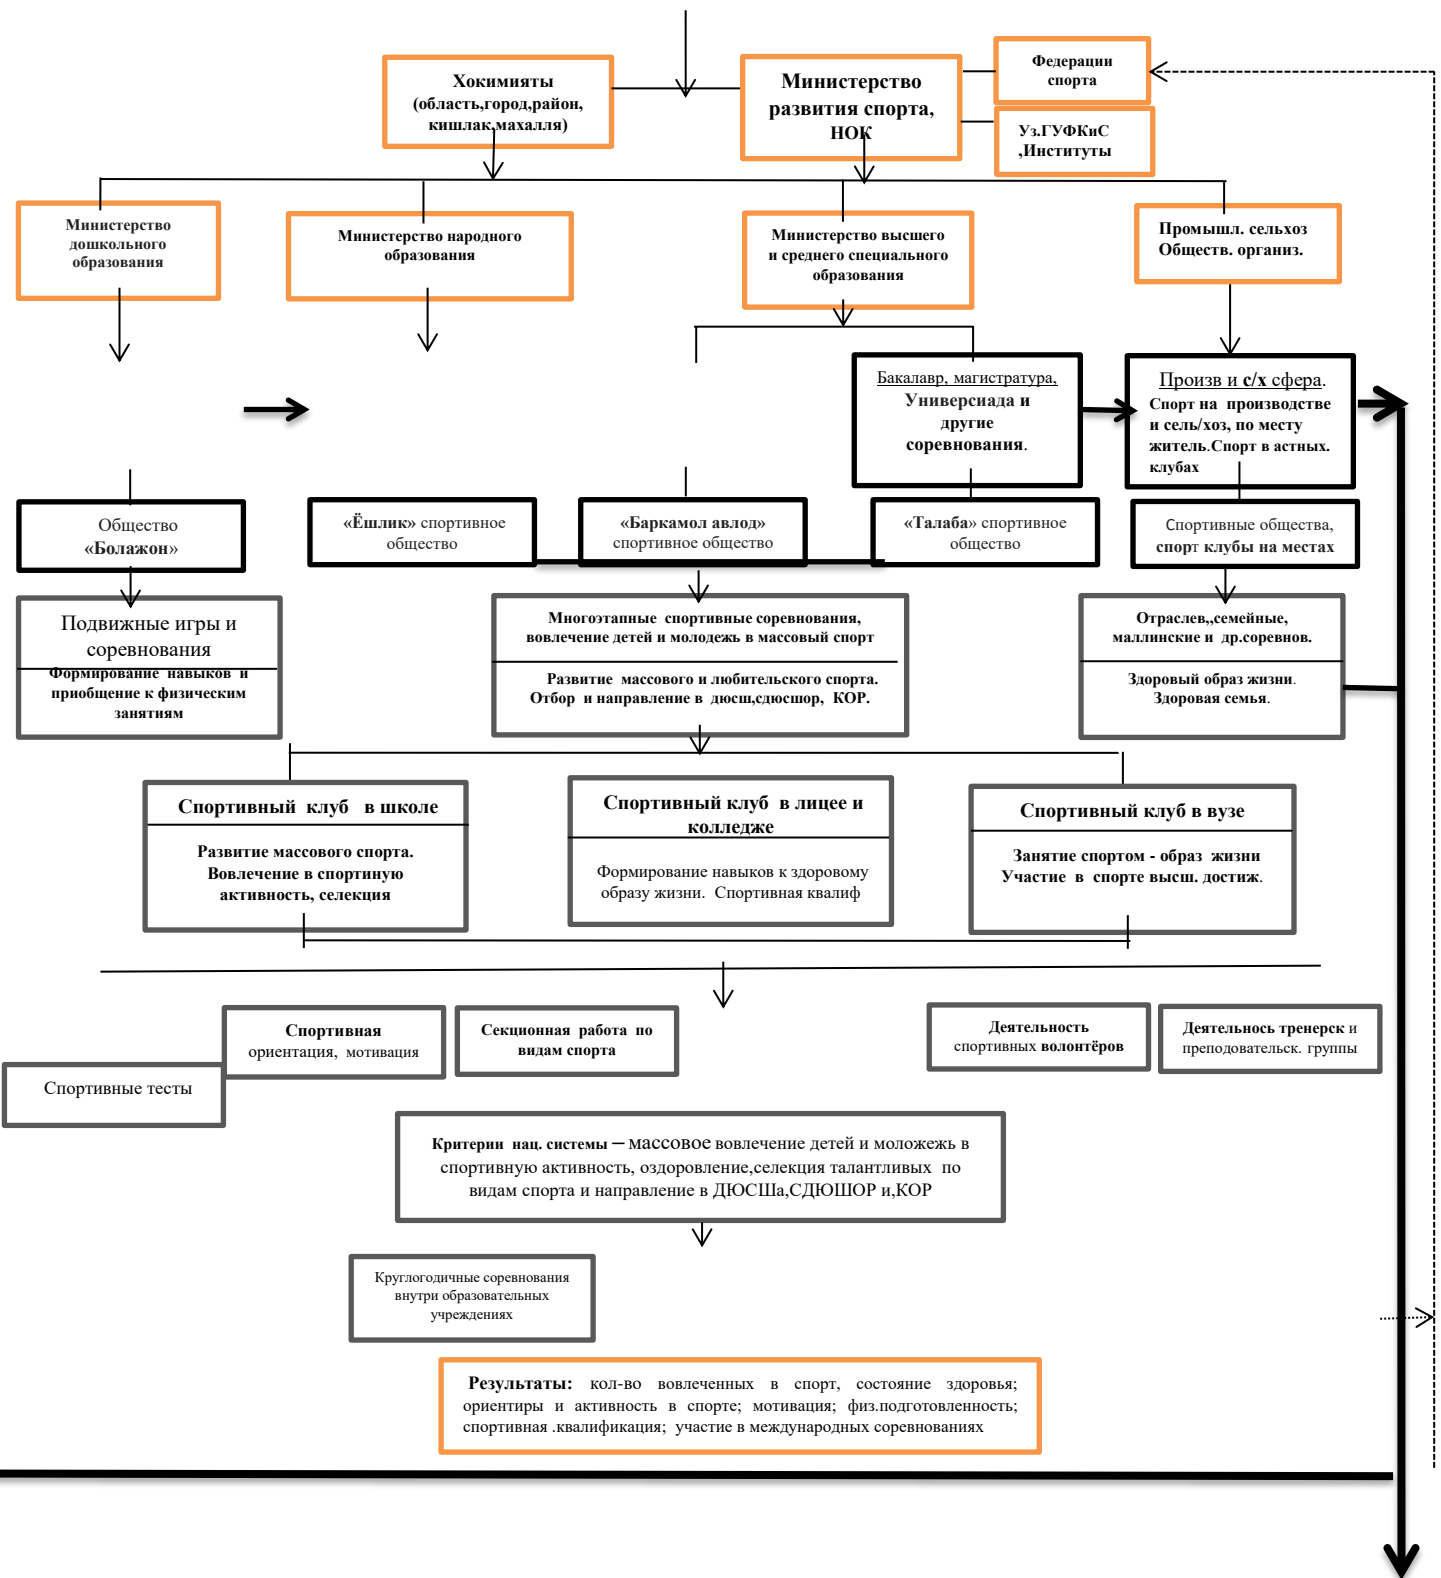 Хокимияты
(область,город,район,
кишлак,махалля)
Министерство
развития спорта,
НОК
Федерации
спорта
Уз.ГУФКиС
,Институты
Министерство
дошкольного
образования
Министерство народного
образования
Министерство высшего
и среднего специального
образования
Промышл. сельхоз
Обществ. организ.
Бакалавр, магистратура,
Универсиада и
другие
соревнования.
Произв и с/х сфера.
Спорт на производстве
и сель/хоз, по месту
житель.Спорт в астных.
клубах
Общество
«Болажон»
«Ёшлик» спортивное
общество
«Баркамол авлод»
спортивное общество
«Талаба» спортивное
общество
Спортивные общества,
спорт клубы на местах
Подвижные игры и
соревнования
Формирование навыков и
приобщение к физическим
занятиям
Многоэтапные спортивные соревнования,
вовлечение детей и молодежь в массовый спорт
Развитие массового и любительского спорта.
Отбор и направление в дюсш,сдюсшор, КОР.
Отраслев,,семейные,
маллинские и др.соревнов.
Здоровый образ жизни.
Здоровая семья.
Спортивный клуб в школе
Развитие массового спорта.
Вовлечение в спортиную
активность, селекция
Спортивный клуб в лицее и
колледже
Формирование навыков к здоровому
образу жизни. Спортивная квалиф
Спортивный клуб в вузе
Занятие спортом - образ жизни
Участие в спорте высш. достиж.
Спортивная
ориентация, мотивация
Секционная работа по
видам спорта
Деятельность
спортивных волонтёров
Деятельнось тренерск и
преподовательск. группы
Спортивные тесты
Критерии нац. системы – массовое вовлечение детей и моложежь в
спортивную активность, оздоровление,селекция талантливых по
видам спорта и направление в ДЮСШа,СДЮШОР и,КОР
Круглогодичные соревнования
внутри образовательных
учреждениях
Результаты: кол-во вовлеченных в спорт, состояние здоровья;
ориентиры и активность в спорте; мотивация; физ.подготовленность;
спортивная .квалификация; участие в международных соревнованиях